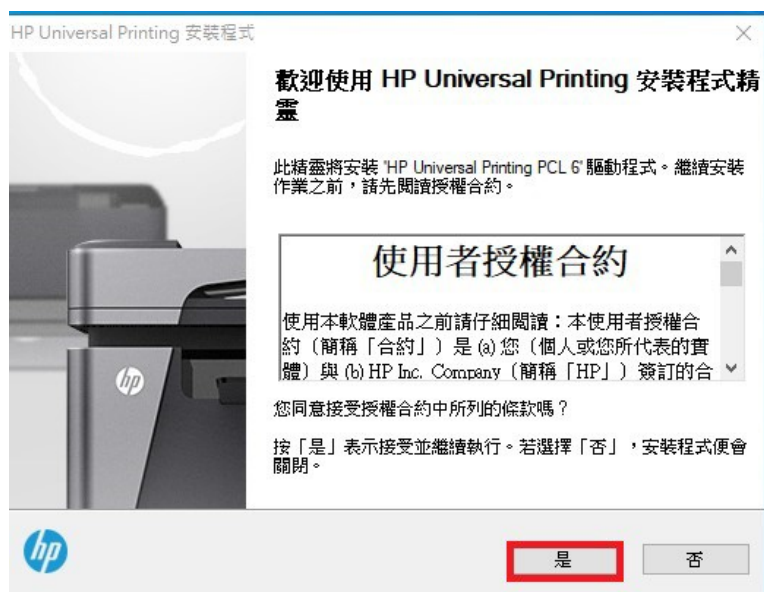 HP Universal Printing 安裝程式
歡迎使用 HP Universal Printing 安裝程式精
靈
此精靈將安裝 'HP Universal Printing PCL 6' 驅動程式。繼續安裝
作業之前，請先閱讀授權合約。
使用者授權合約
使用本軟體產品之前請仔細閱讀：本使用者授權合
約（簡稱「合約」）是 (a) 您（個人或您所代表的實
體）與 (b) HP Inc. Company（簡稱「HP」）簽訂的合
您同意接受授權合約中所列的條款嗎？
按「是」表示接受並繼續執行。若選擇「否」，安裝程式便會
關閉。
hp
hp
是
否